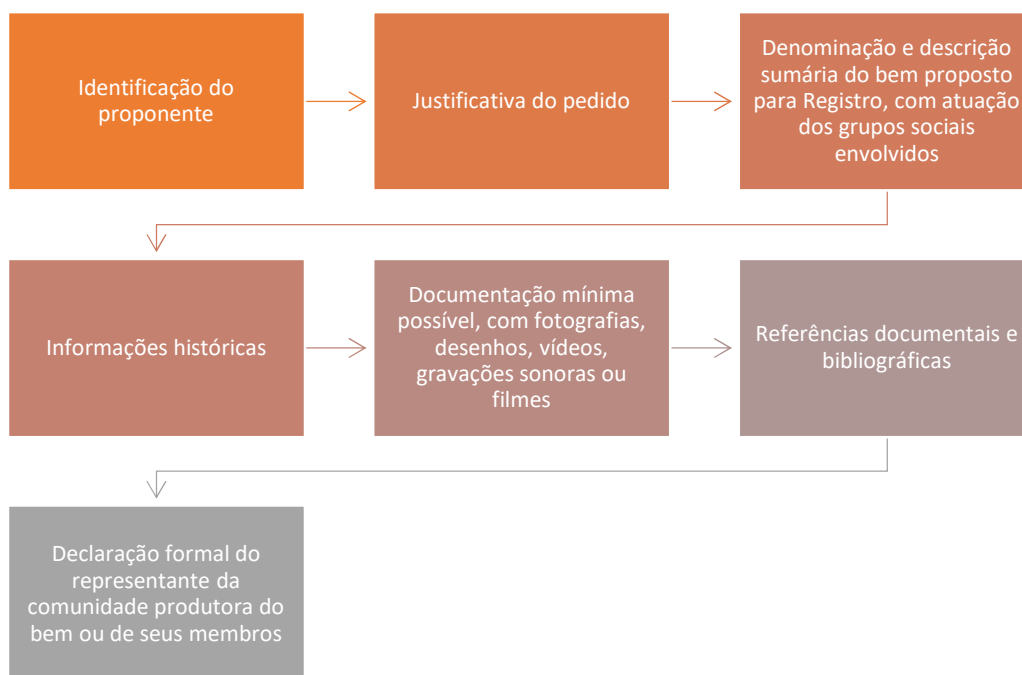 Identificação do
proponente
Justificativa do pedido
Denominação e descrição
sumária do bem proposto
para Registro, com atuação
dos grupos sociais
envolvidos
Informações históricas
Documentação mínima
possível, com fotografias,
desenhos, vídeos,
gravações sonoras ou
filmes
Referências documentais e
bibliográficas
Declaração formal do
representante da
comunidade produtora do
bem ou de seus membros